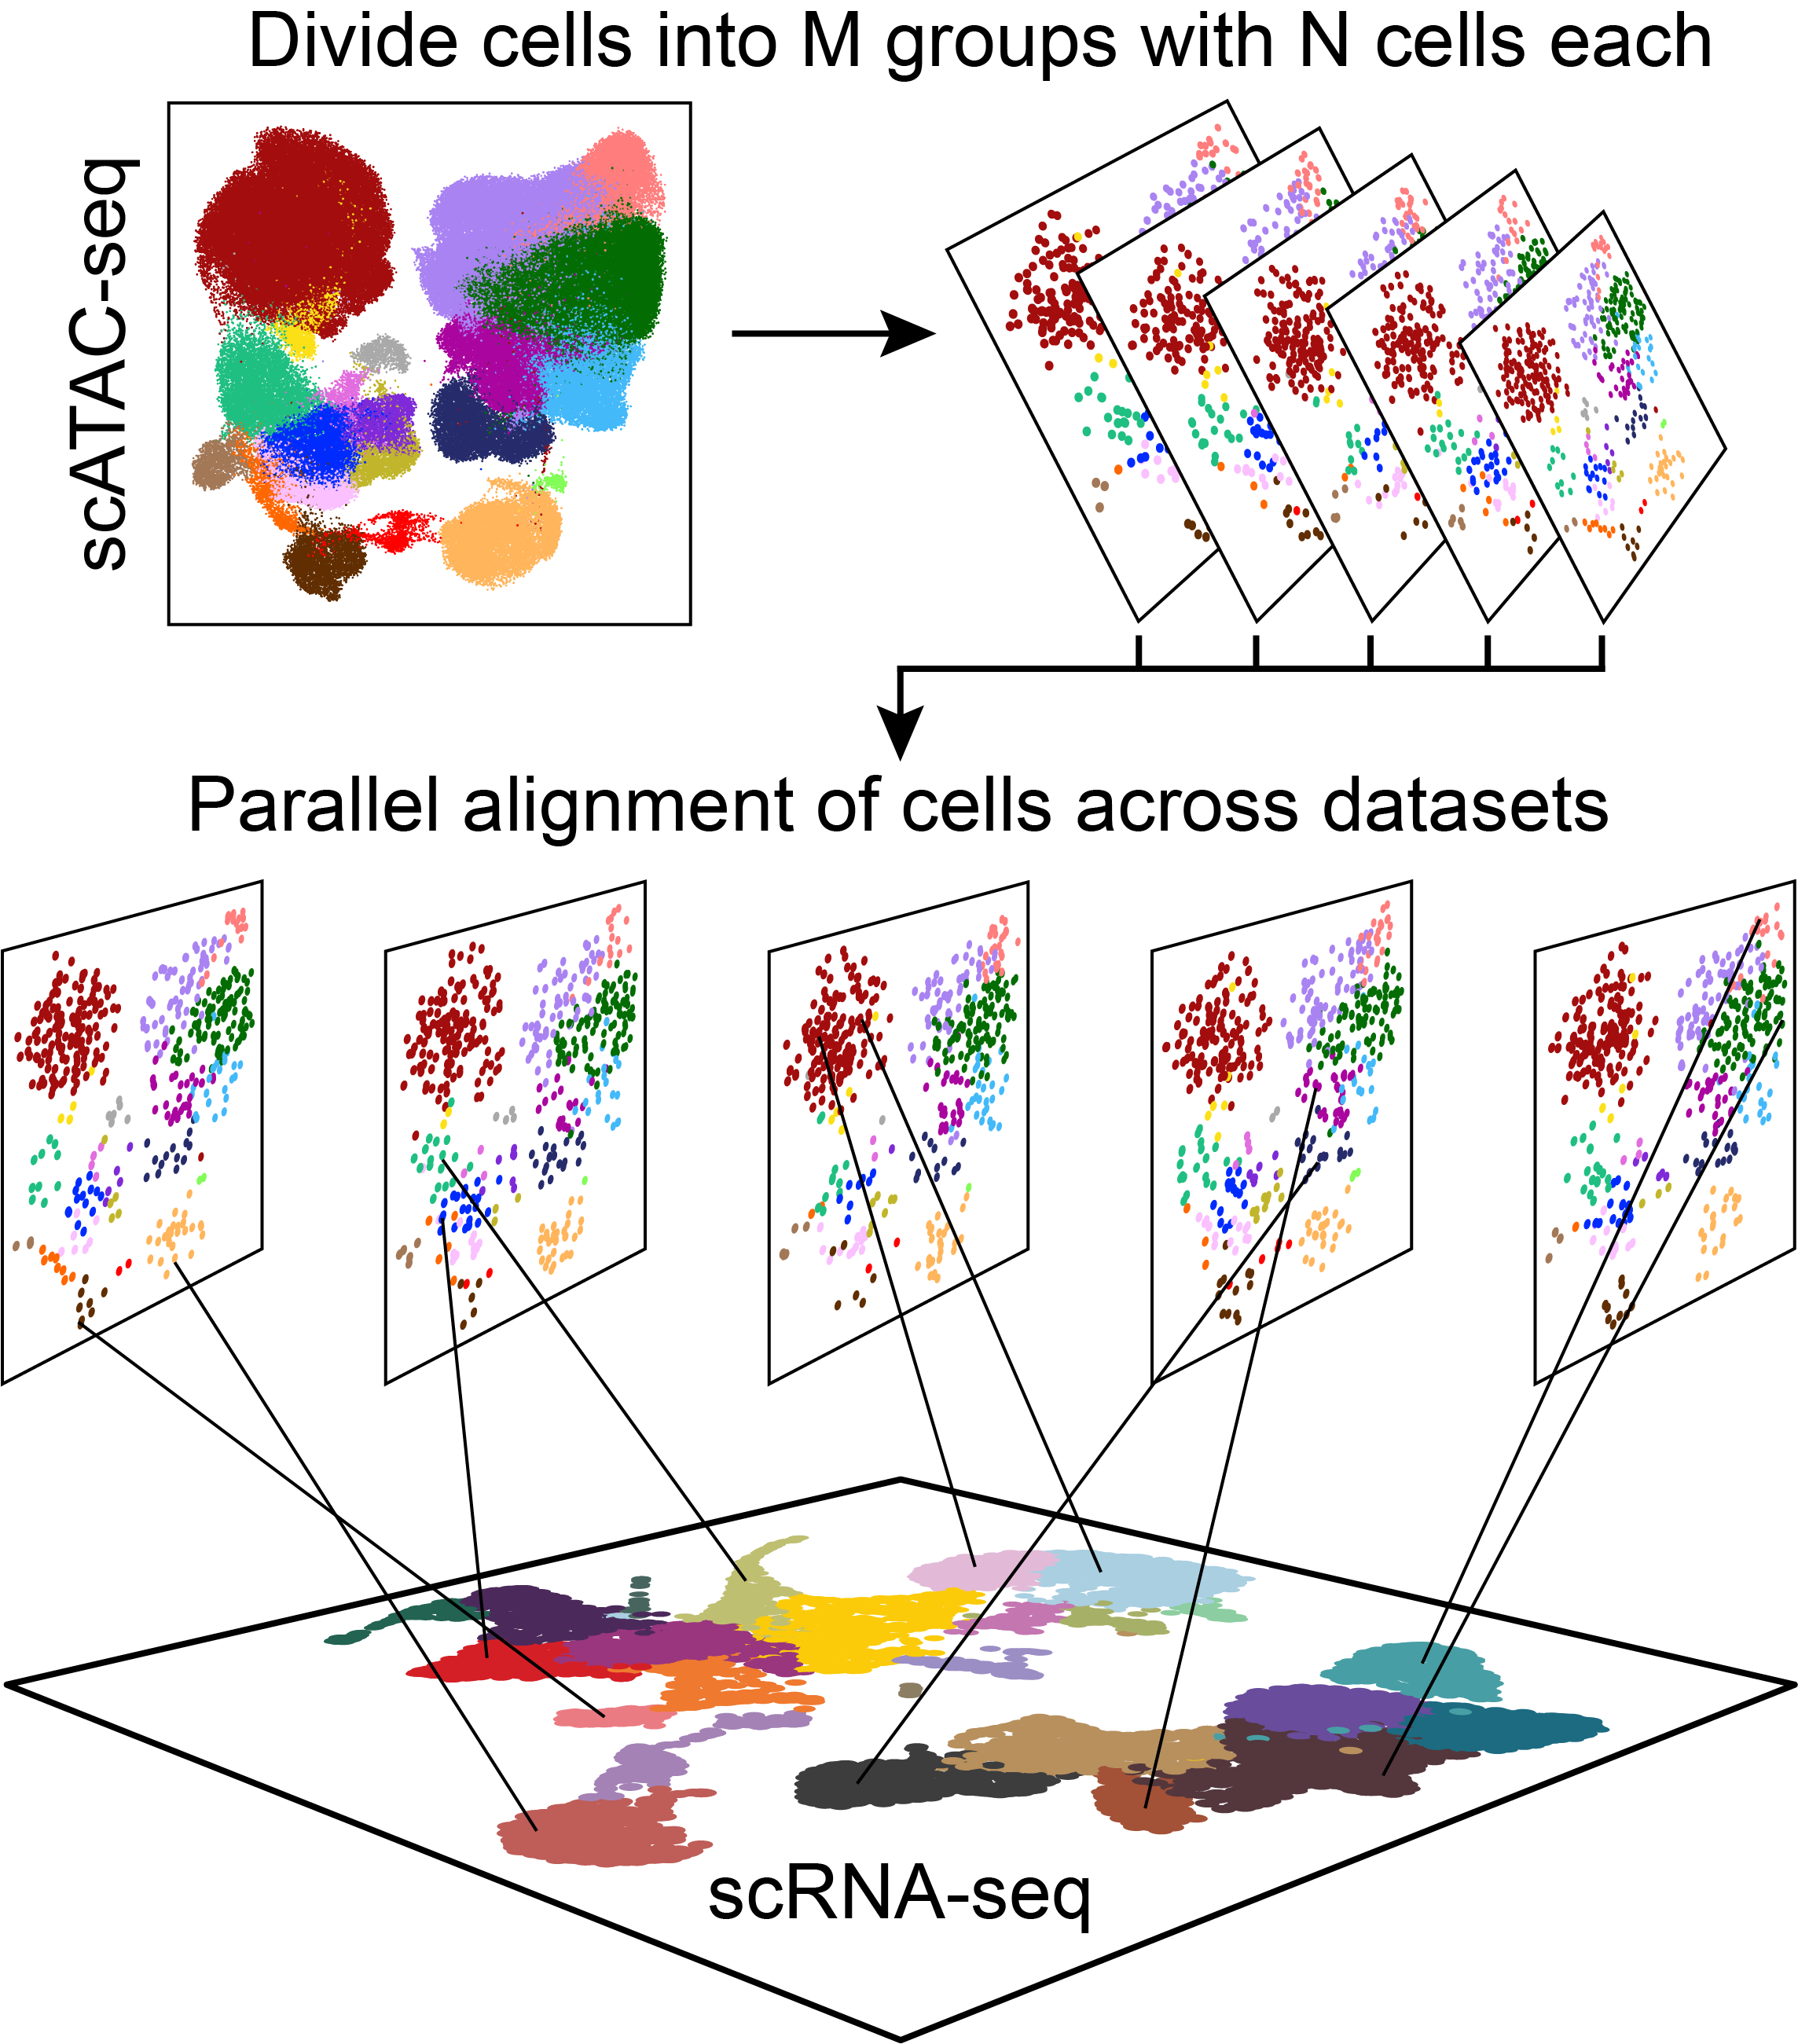 Divide cells into M groups with N cells each
scATAC-seq
Parallel alignment of cells across datasets
scRNA-seq